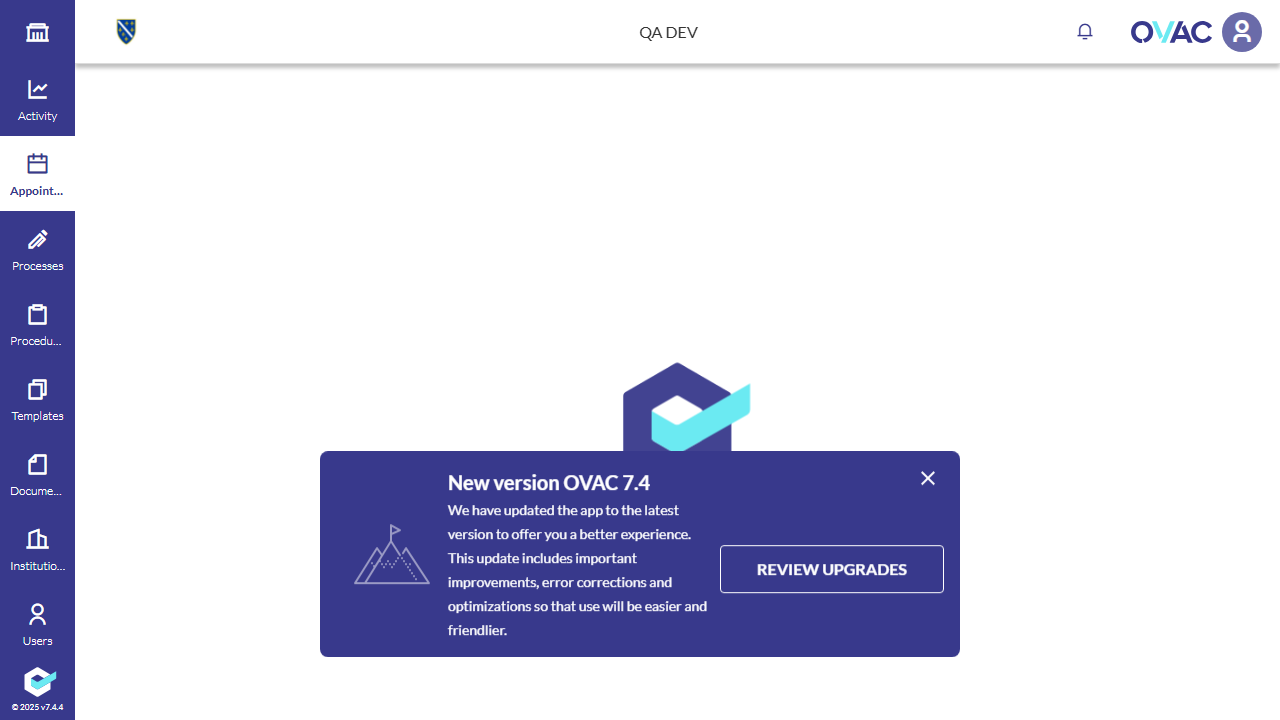 QA DEV
OVAC
Activity
Appoint...
Processes
Procedu...
Templates
Docume...
Institutio...
Users
© 2025 v7.4.4
New version OVAC 7.4
We have updated the app to the latest
version to offer you a better experience.
This update includes important
improvements, error corrections and
optimizations so that use will be easier and
friendlier.
REVIEW UPGRADES